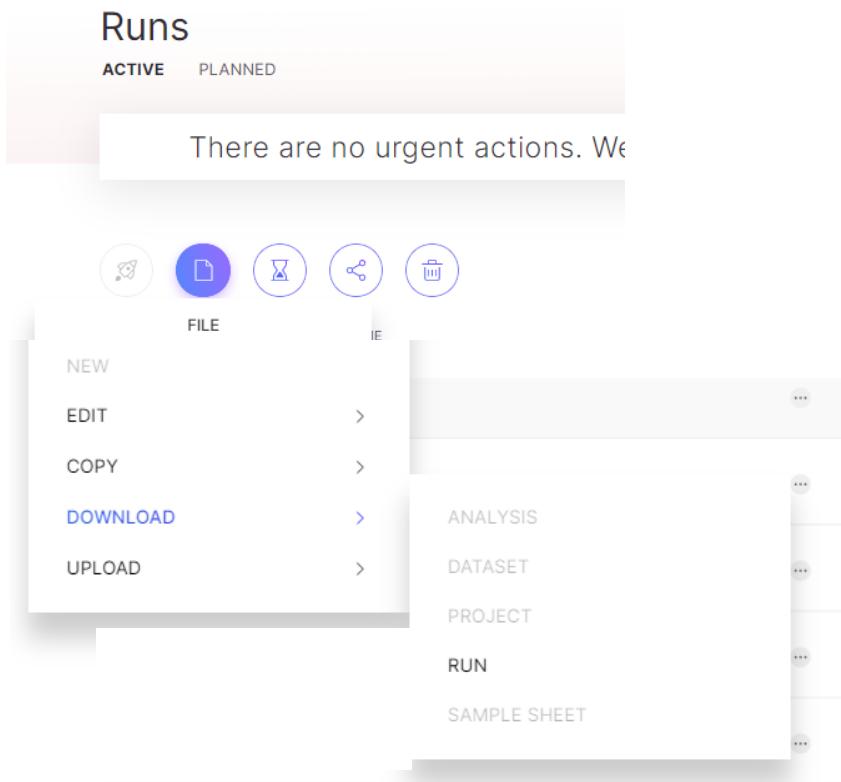 Runs
ACTIVE PLANNED
There are no urgent actions. We
FILE
NEW
EDIT
COPY
DOWNLOAD
UPLOAD
ANALYSIS
DATASET
PROJECT
RUN
SAMPLE SHEET